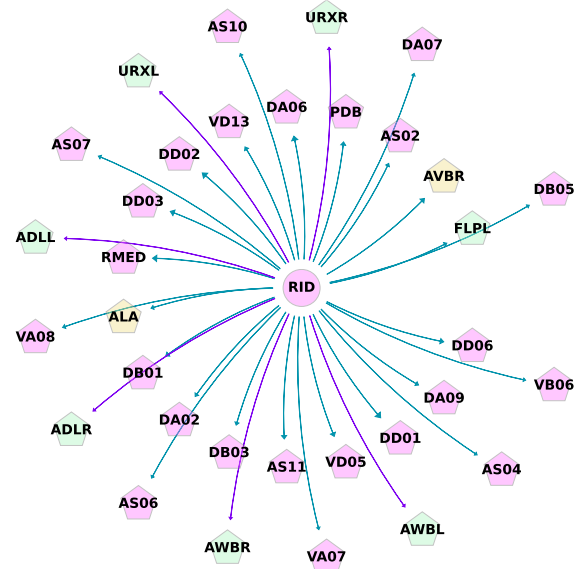 URXR
AS10
DA07
URXL
DA06
PDB
VD13
AS02
AS07
DD02
AVBR
DB05
DD03
FLPL
ADLL
RMED
RID
ALA
VA08
DD06
DB01
VB06
DA09
DA02
ADLR
DD01
DB03
VD05
AS11
AS04
AS06
AWBL
AWBR
VA07